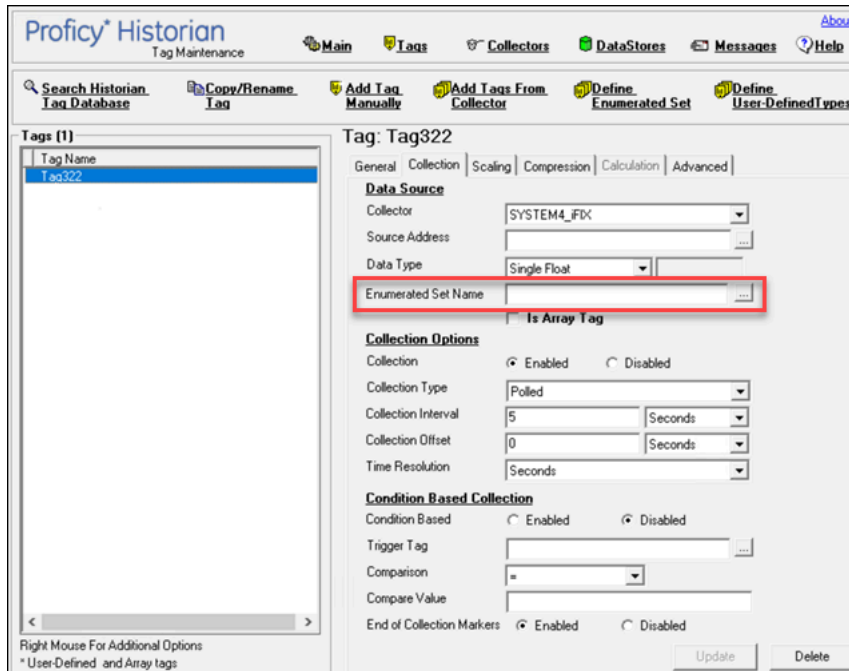 Proficy* Historian
Tag Maintenance
Main Tags Collectors DataStores Messages Help
Search Historian Tag Database
Copy/Rename Tag
Add Tag Manually
Add Tags From Collector
Define Enumerated Set
Define User-DefinedTypes
Tags (1)
Tag Name
Tag322
Right Mouse For Additional Options
* User-Defined and Array tags
Tag: Tag322
General Collection Scaling Compression Calculation Advanced
Data Source
Collector SYSTEM4_iFIX
Source Address ...
Data Type Single Float
Enumerated Set Name ...
Is Array Tag
Collection Options
Collection Enabled Disabled
Collection Type Polled
Collection Interval 5 Seconds
Collection Offset 0 Seconds
Time Resolution Seconds
Condition Based Collection
Condition Based Enabled Disabled
Trigger Tag ...
Comparison =
Compare Value
End of Collection Markers Enabled Disabled
Update Delete